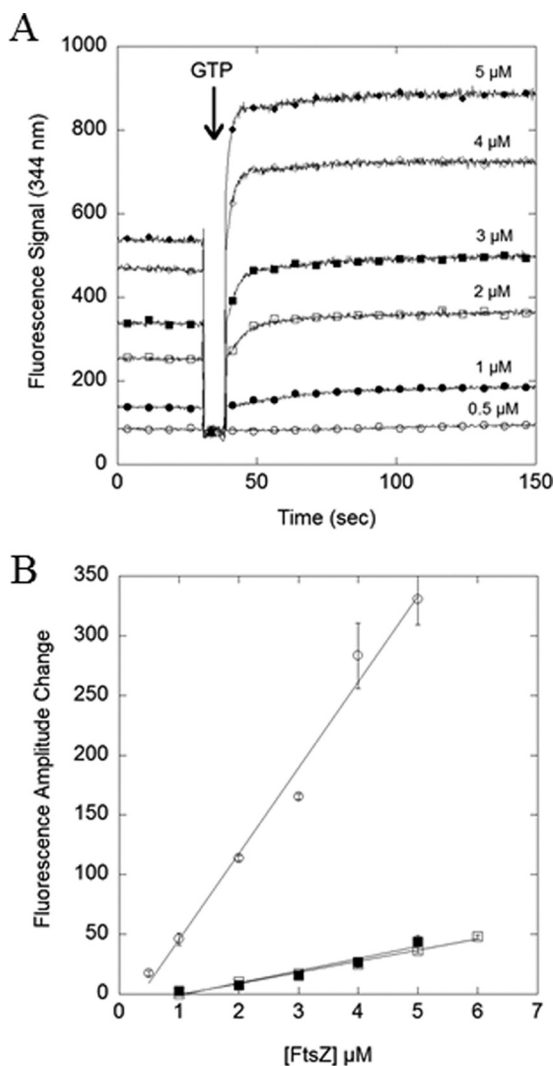 A
1000
800
600
400
200
0
Fluorescence Signal (344 nm)
GTP
5 µM
4 µM
3 µM
2 µM
1 µM
0.5 µM
0 50 100 150
Time (sec)
B
350
300
250
200
150
100
50
0
Fluorescence Amplitude Change
0 1 2 3 4 5 6 7
[FtsZ] µM